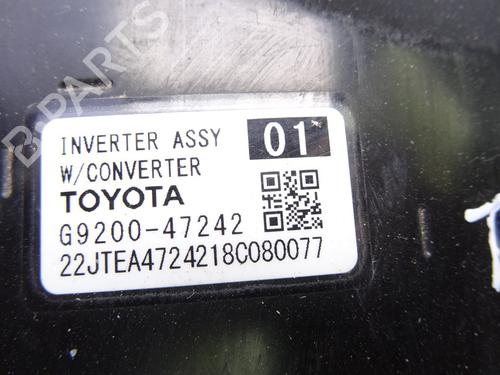 B-PARTS
INVERTER ASSY 01
W/CONVERTER
TOYOTA
G9200-47242
22JTEA4724218C080077